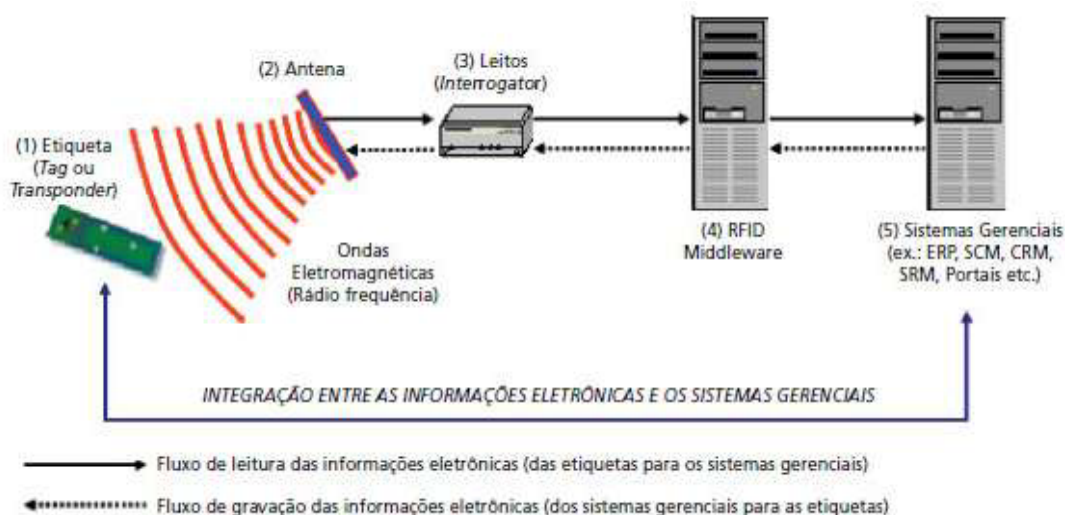 (1) Etiqueta
(Tag ou
Transponder)
(2) Antena
(3) Leitos
(Interrogator)
Ondas
Eletromagnéticas
(Rádio frequência)
(4) RFID
Middleware
(5) Sistemas Gerenciais
(ex.: ERP, SCM, CRM,
SRM, Portais etc.)
INTEGRAÇÃO ENTRE AS INFORMAÇÕES ELETRÔNICAS E OS SISTEMAS GERENCIAIS
Fluxo de leitura das informações eletrônicas (das etiquetas para os sistemas gerenciais)
Fluxo de gravação das informações eletrônicas (dos sistemas gerenciais para as etiquetas)